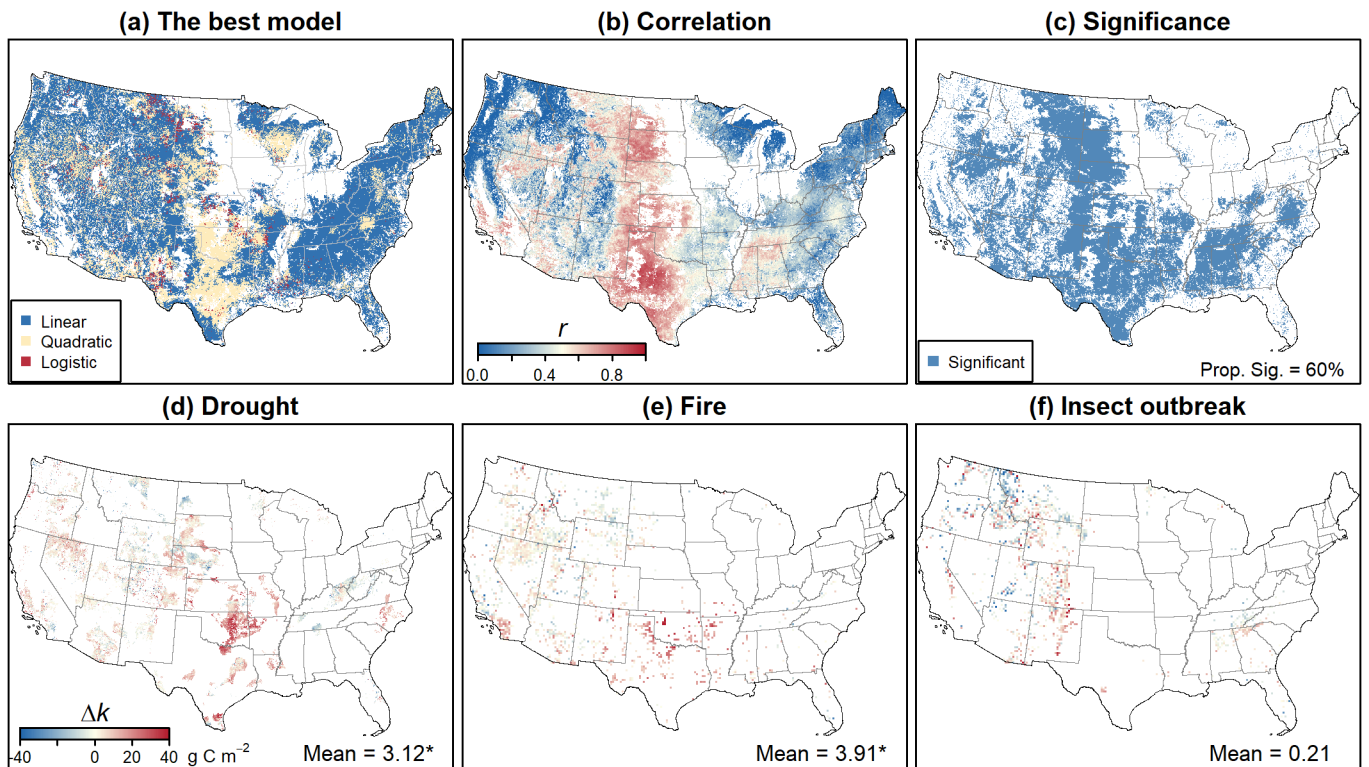 (a) The best model
(b) Correlation
(c) Significance
Linear
Quadratic
Logistic
r
0.0 0.4 0.8
Significant
Prop. Sig. = 60%
(d) Drought
(e) Fire
(f) Insect outbreak
Δk
-40 0 20 40 g C m⁻²
Mean = 3.12*
Mean = 3.91*
Mean = 0.21